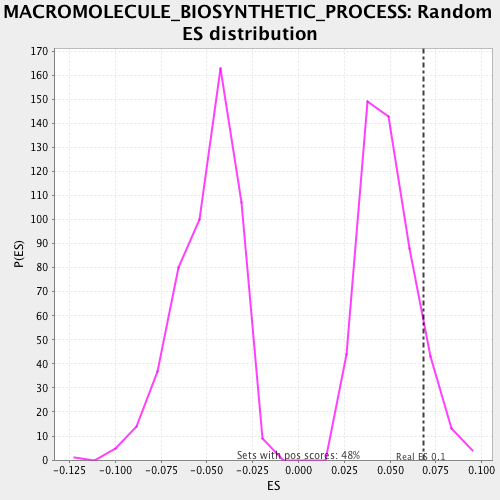 MACROMOLECULE_BIOSYNTHETIC_PROCESS: Random
ES distribution
170
160
150
140
130
120
110
100
90
80
70
60
50
40
30
20
10
0
P(ES)
Sets with pos scores: 48%
Real ES 0.1
-0.125 -0.100 -0.075 -0.050 -0.025 0.000 0.025 0.050 0.075 0.100
ES